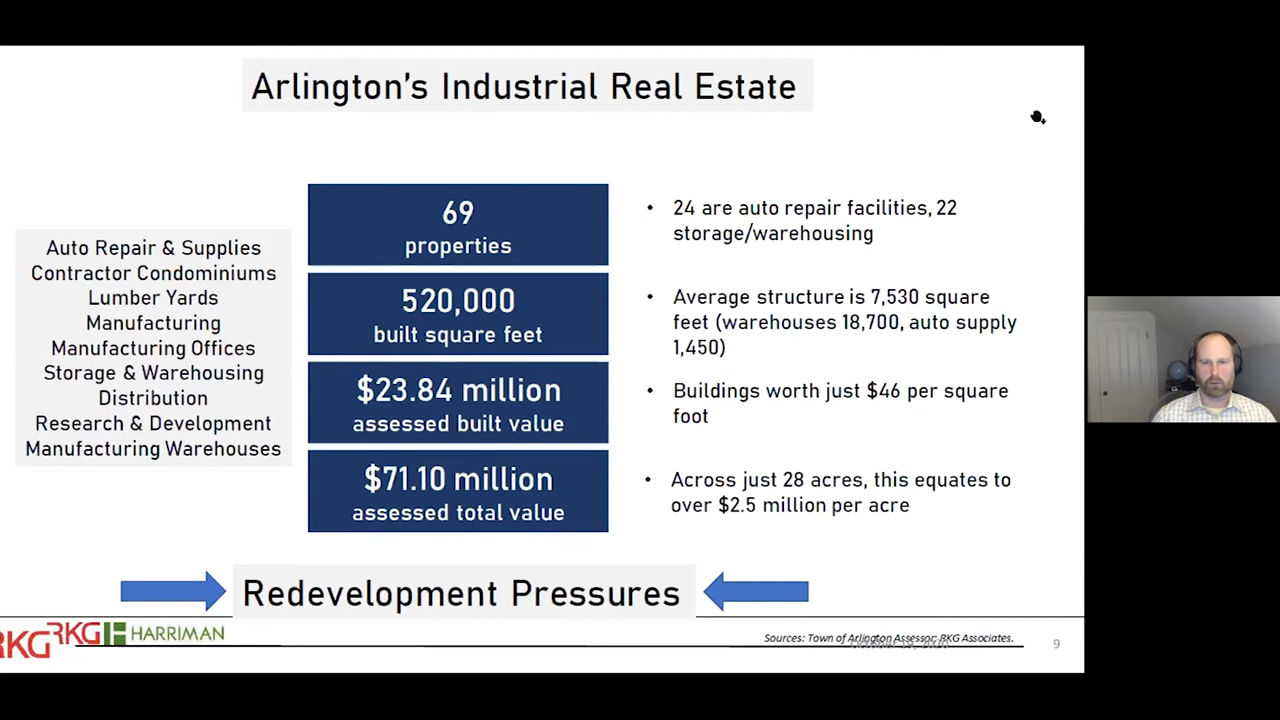 Arlington's Industrial Real Estate
Auto Repair & Supplies
Contractor Condominiums
Lumber Yards
Manufacturing
Manufacturing Offices
Storage & Warehousing
Distribution
Research & Development
Manufacturing Warehouses
69
properties
520,000
built square feet
$23.84 million
assessed built value
$71.10 million
assessed total value
• 24 are auto repair facilities, 22
storage/warehousing
• Average structure is 7,530 square
feet (warehouses 18,700, auto supply
1,450)
• Buildings worth just $46 per square
foot
• Across just 28 acres, this equates to
over $2.5 million per acre
Redevelopment Pressures
RKG
RKG
HARRIMAN
Sources: Town of Arlington Assessor; RKG Associates.
9